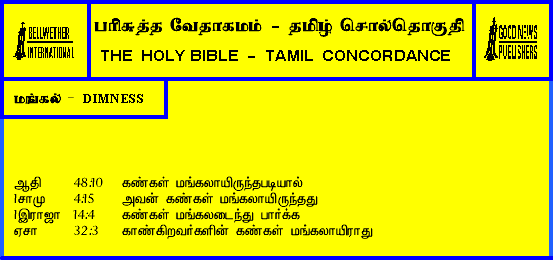 BELLWETHER
INTERNATIONAL
பரிசுத்த வேதாகமம் - தமிழ் சொல்தொகுதி
THE HOLY BIBLE - TAMIL CONCORDANCE
GOOD NEWS
PUBLISHERS
மங்கல் - DIMNESS
ஆதி 48:10 கண்கள் மங்கலாயிருந்தபடியால்
1சாமு 4:15 அவன் கண்கள் மங்கலாயிருந்தது
1இராஜா 14:4 கண்கள் மங்கலடைந்து பார்க்க
ஏசா 32:3 காண்கிறவர்களின் கண்கள் மங்கலாயிராது